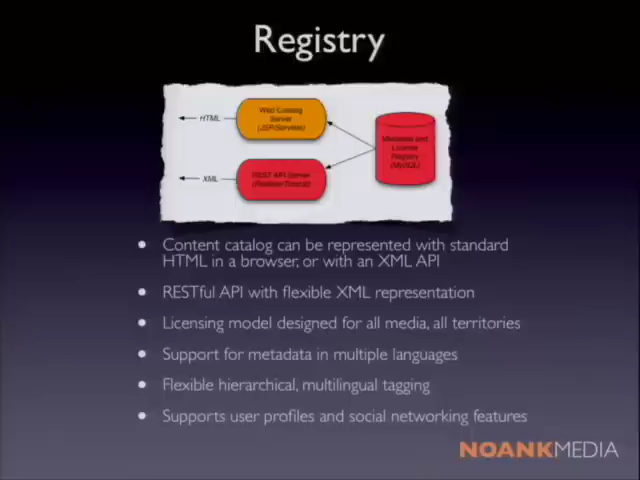 Registry
Web Catalog
Server
(JSP/Servlets)
HTML
Metadata and
License
Registry
(MySQL)
REST API Server
XML
• Content catalog can be represented with standard
HTML in a browser, or with an XML API
• RESTful API with flexible XML representation
• Licensing model designed for all media, all territories
• Support for metadata in multiple languages
• Flexible hierarchical, multilingual tagging
• Supports user profiles and social networking features
NOANKMEDIA